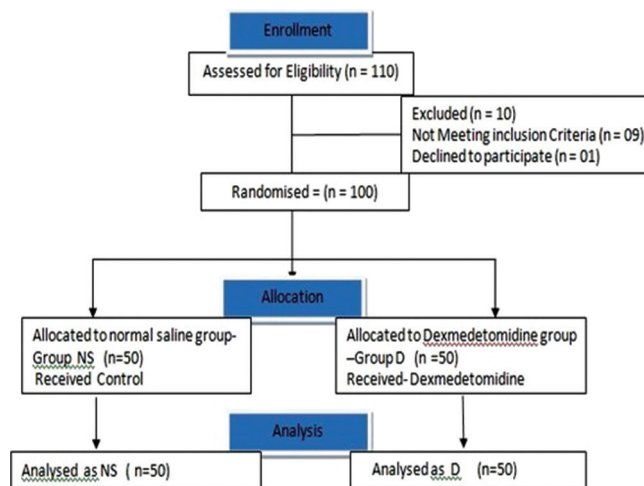 Enrollment
Assessed for Eligibility (n = 110)
Excluded (n = 10)
Not Meeting inclusion Criteria (n = 09)
Declined to participate (n = 01)
Randomised = (n = 100)
Allocation
Allocated to normal saline group-
Group NS (n=50)
Received Control
Allocated to Dexmedetomidine group
–Group D (n =50)
Received- Dexmedetomidine
Analysis
Analysed as NS ( n=50)
Analysed as D (n=50)